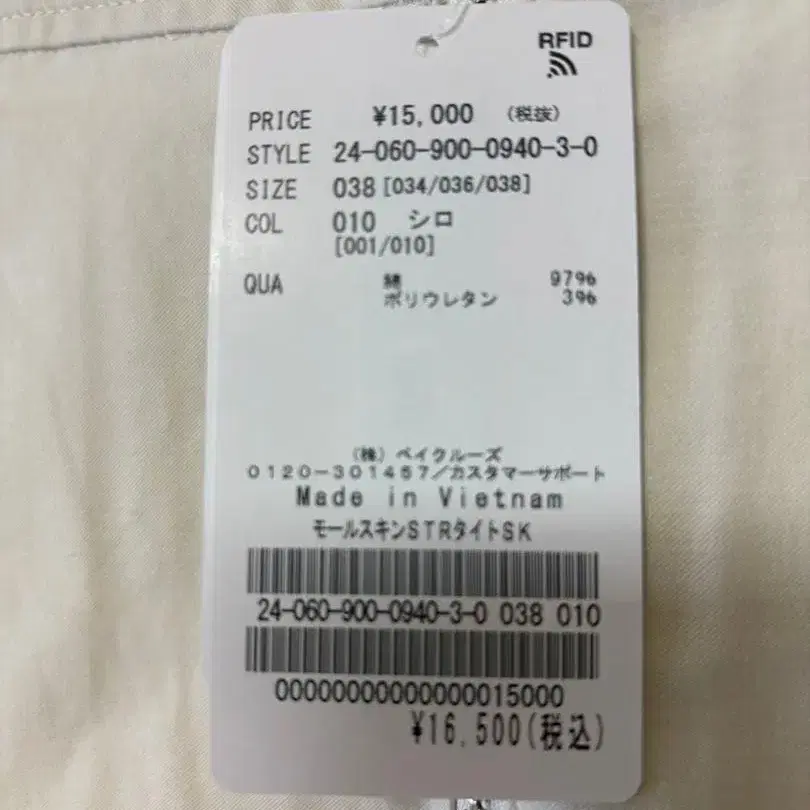 RFID
PRICE ¥15,000 (税抜)
STYLE 24-060-900-0940-3-0
SIZE 038 [034/036/038]
COL 010 シロ
[001/010]
QUA 綿 97%
ポリウレタン 3%
(株) ベイクルーズ
0120-301457/カスタマーサポート
Made in Vietnam
モールスキンSTRタイトSK
24-060-900-0940-3-0 038 010
00000000000000015000
¥16,500(税込)